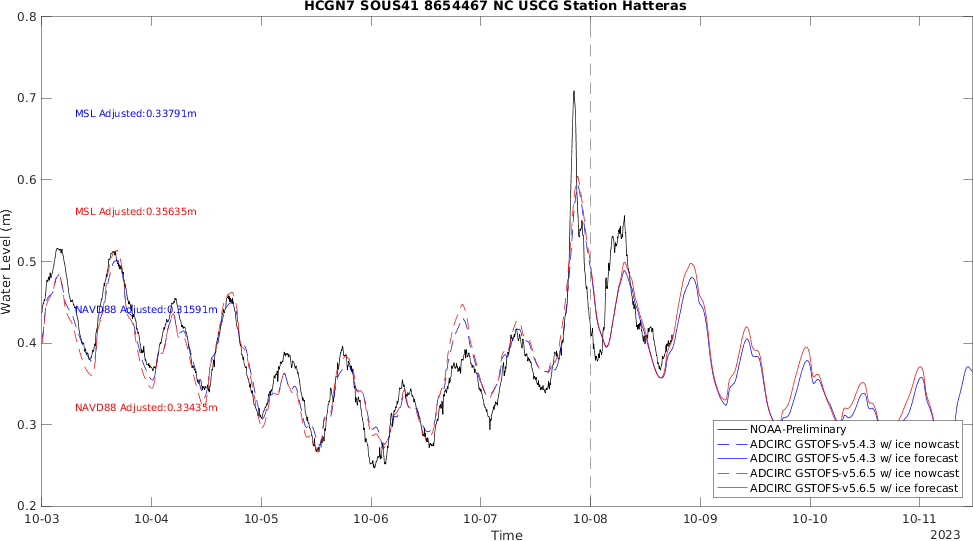 HCGN7 SOUS41 8654467 NC USCG Station Hatteras
0.8
0.7
0.6
0.5
0.4
0.3
0.2
Water Level (m)
MSL Adjusted:0.33791m
MSL Adjusted:0.35635m
NAVD88 Adjusted:0.31591m
NAVD88 Adjusted:0.33435m
NOAA-Preliminary
ADCIRC GSTOFS-v5.4.3 w/ ice nowcast
ADCIRC GSTOFS-v5.4.3 w/ ice forecast
ADCIRC GSTOFS-v5.6.5 w/ ice nowcast
ADCIRC GSTOFS-v5.6.5 w/ ice forecast
10-03 10-04 10-05 10-06 10-07 10-08 10-09 10-10 10-11
Time
2023